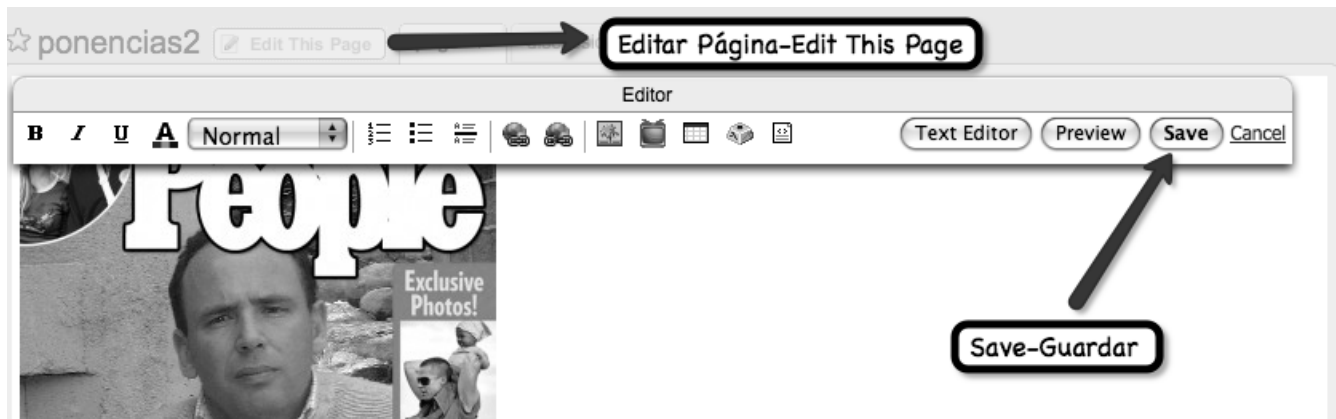 ponencias2 Edit This Page
Editar Página-Edit This Page
Editor
B I U A Normal Text Editor Preview Save Cancel
People
Exclusive
Photos!
Save-Guardar